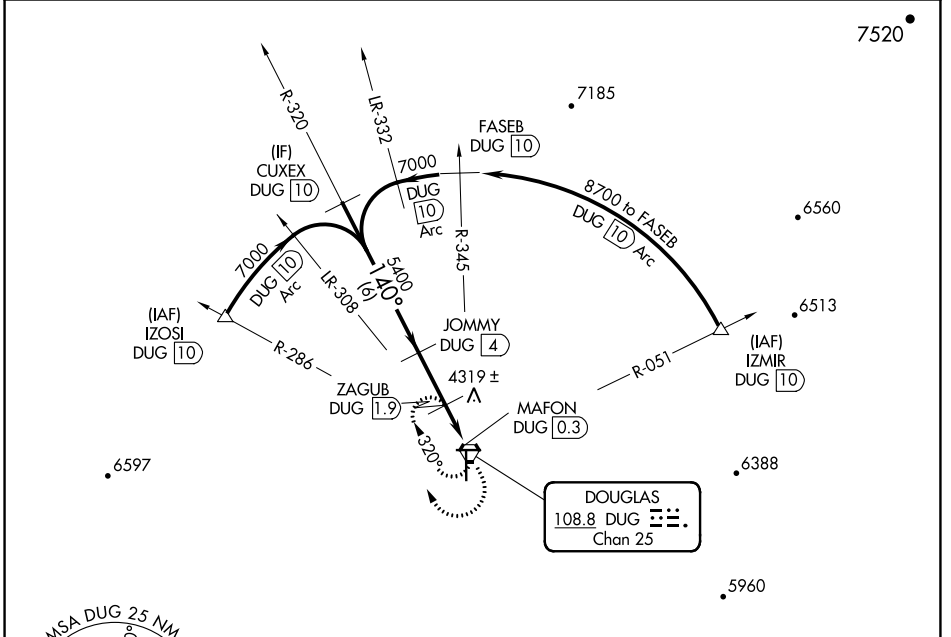 7520
7185
R-320
LR-332
FASEB
DUG 10
(IF)
CUXEX
DUG 10
7000
DUG
10
Arc
8700 to FASEB
DUG 10 Arc
6560
7000
DUG 10
Arc
LR-308
5400
140°
(6)
R-345
(IAF)
IZOSI
DUG 10
R-286
JOMMY
DUG 4
6513
(IAF)
IZMIR
DUG 10
R-051
ZAGUB
DUG 1.9
4319 ±
MAFON
DUG 0.3
320°
6597
6388
DOUGLAS
108.8 DUG
Chan 25
5960
MSA DUG 25 NM